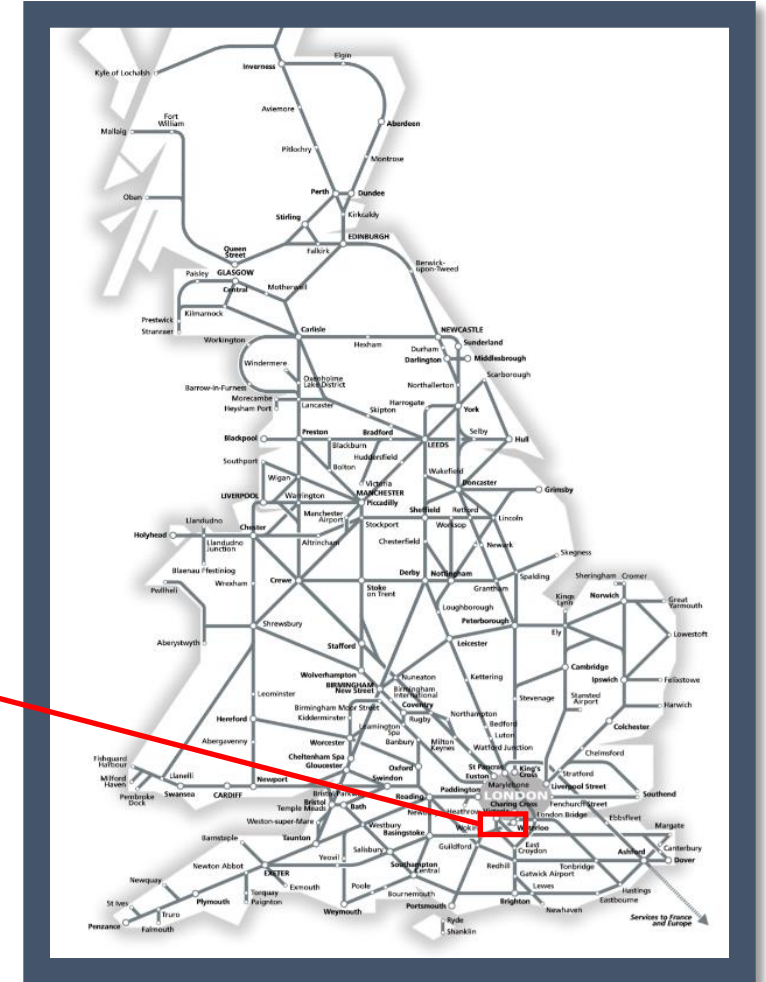 Elgin
Kyle of Lochalsh
Inverness
Aviemore
Fort
William
Aberdeen
Mallaig
Pitlochry
Montrose
Perth
Dundee
Oban
Stirling
Kirkcaldy
EDINBURGH
Queen
Street
Falkirk
Berwick-
upon-Tweed
Paisley
GLASGOW
Central
Motherwell
Prestwick
Kilmarnock
Stranraer
Carlisle
NEWCASTLE
Workington
Hexham
Sunderland
Durham
Darlington
Middlesbrough
Windermere
Scarborough
Oxenholme
Lake District
Barrow-in-Furness
Northallerton
Morecambe
Heysham Port
Lancaster
Harrogate
York
Skipton
Preston
Bradford
Selby
Blackpool
Blackburn
LEEDS
Hull
Huddersfield
Southport
Bolton
Wakefield
Wigan
Victoria
Doncaster
LIVERPOOL
Warrington
MANCHESTER
Piccadilly
Grimsby
Manchester
Airport
Sheffield
Retford
Llandudno
Stockport
Worksop
Lincoln
Holyhead
Chester
Llandudno
Junction
Altrincham
Chesterfield
Newark
Skegness
Blaenau Ffestiniog
Derby
Nottingham
Spalding
Sheringham
Cromer
Pwllheli
Wrexham
Crewe
Stoke
on Trent
Grantham
Kings
Lynn
Norwich
Great
Yarmouth
Loughborough
Shrewsbury
Peterborough
Ely
Lowestoft
Aberystwyth
Stafford
Leicester
Wolverhampton
Nuneaton
Kettering
Cambridge
BIRMINGHAM
New Street
Birmingham
International
Ipswich
Felixstowe
Leominster
Coventry
Stevenage
Stansted
Airport
Birmingham Moor Street
Kidderminster
Northampton
Harwich
Hereford
Rugby
Bedford
Colchester
Leamington
Spa
Luton
Abergavenny
Worcester
Banbury
Milton
Keynes
Watford Junction
Chelmsford
Cheltenham Spa
Gloucester
Oxford
St Pancras
King's
Cross
Fishguard
Harbour
Euston
Stratford
Milford
Haven
Llanelli
Newport
Swindon
Marylebone
Liverpool Street
Paddington
LONDON
Southend
Pembroke
Dock
Swansea
CARDIFF
Reading
Charing Cross
Fenchurch Street
Bristol
Temple Meads
Bath
London Bridge
Ebbsfleet
Weston-super-Mare
Westbury
Basingstoke
Waterloo
Margate
Barnstaple
Taunton
East
Croydon
Canterbury
Yeovil
Salisbury
Guildford
Ashford
Dover
Newton Abbot
EXETER
Southampton
Central
Redhill
Tonbridge
Gatwick Airport
Newquay
Exmouth
Poole
Lewes
Hastings
St Ives
Plymouth
Torquay
Paignton
Bournemouth
Eastbourne
Truro
Weymouth
Portsmouth
Brighton
Newhaven
Penzance
Falmouth
Ryde
Shanklin
Services to France
and Europe